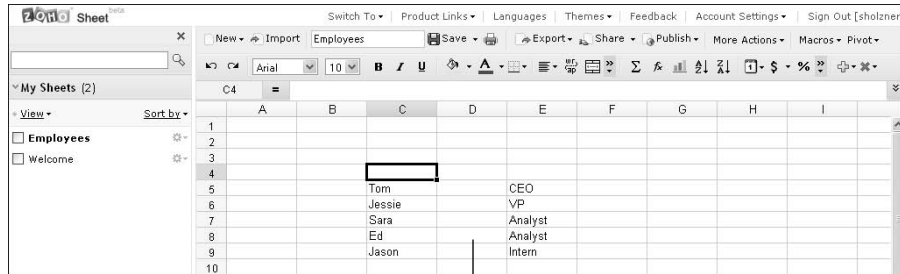 ZOHO Sheet beta
Switch To Product Links Languages Themes Feedback Account Settings Sign Out [sholzner
New Import Employees Save Export Share Publish More Actions Macros Pivot
Arial 10 B I U A wr ap Σ fx $ %
My Sheets (2)
C4 =
View Sort by
A B C D E F G H I
Employees
Welcome
1
2
3
4
5 Tom CEO
6 Jessie VP
7 Sara Analyst
8 Ed Analyst
9 Jason Intern
10